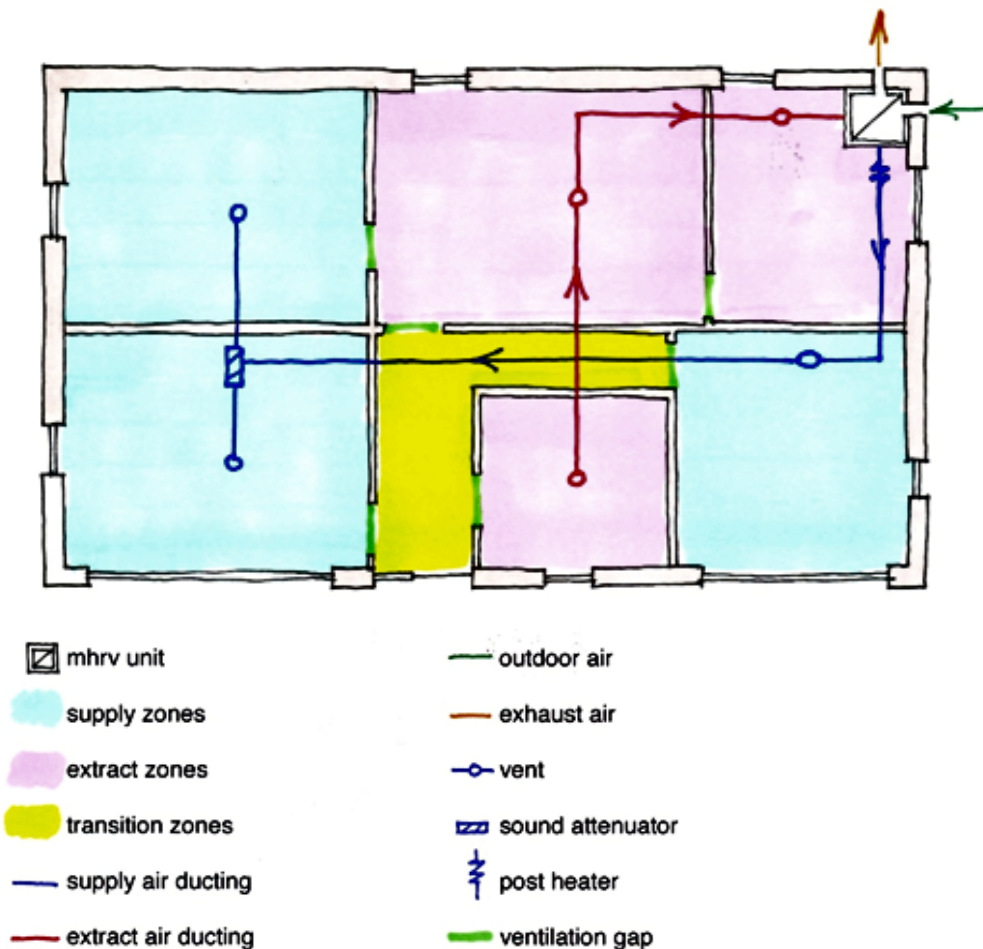 mhrv unit
supply zones
extract zones
transition zones
supply air ducting
extract air ducting
outdoor air
exhaust air
vent
sound attenuator
post heater
ventilation gap